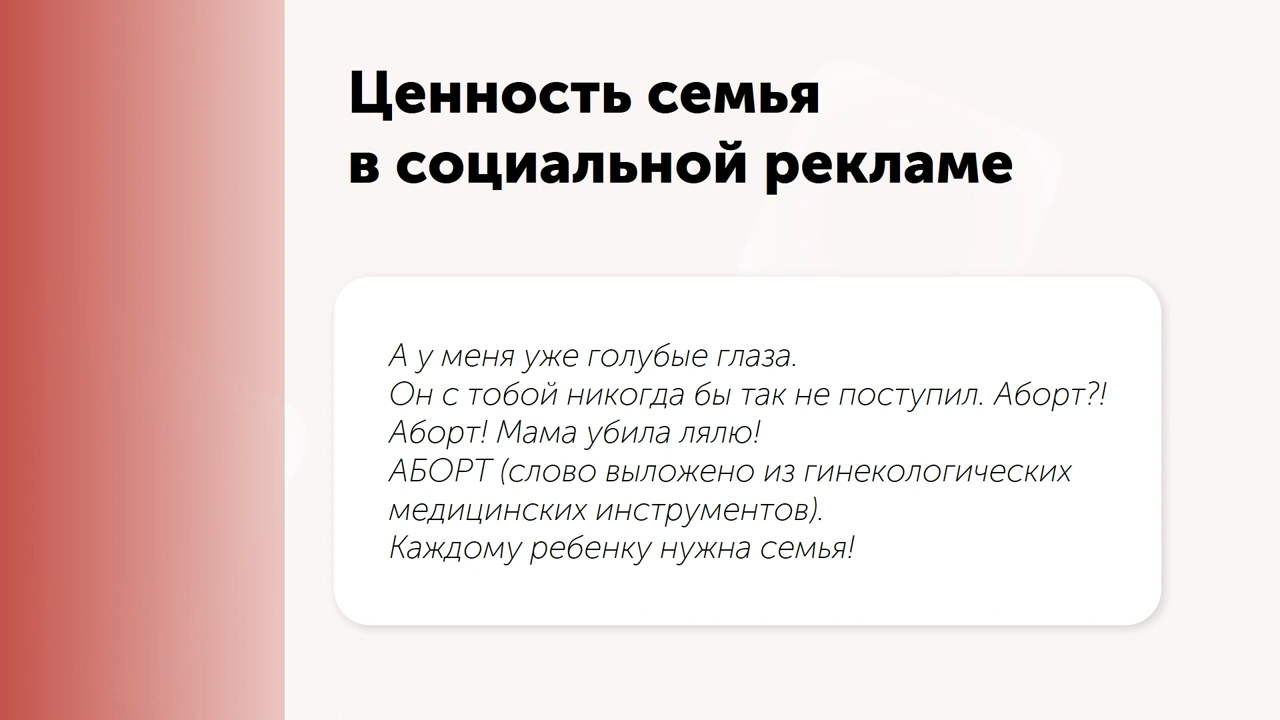 Ценность семья
в социальной рекламе
А у меня уже голубые глаза.
Он с тобой никогда бы так не поступил. Аборт?!
Аборт! Мама убила лялю!
АБОРТ (слово выложено из гинекологических
медицинских инструментов).
Каждому ребенку нужна семья!